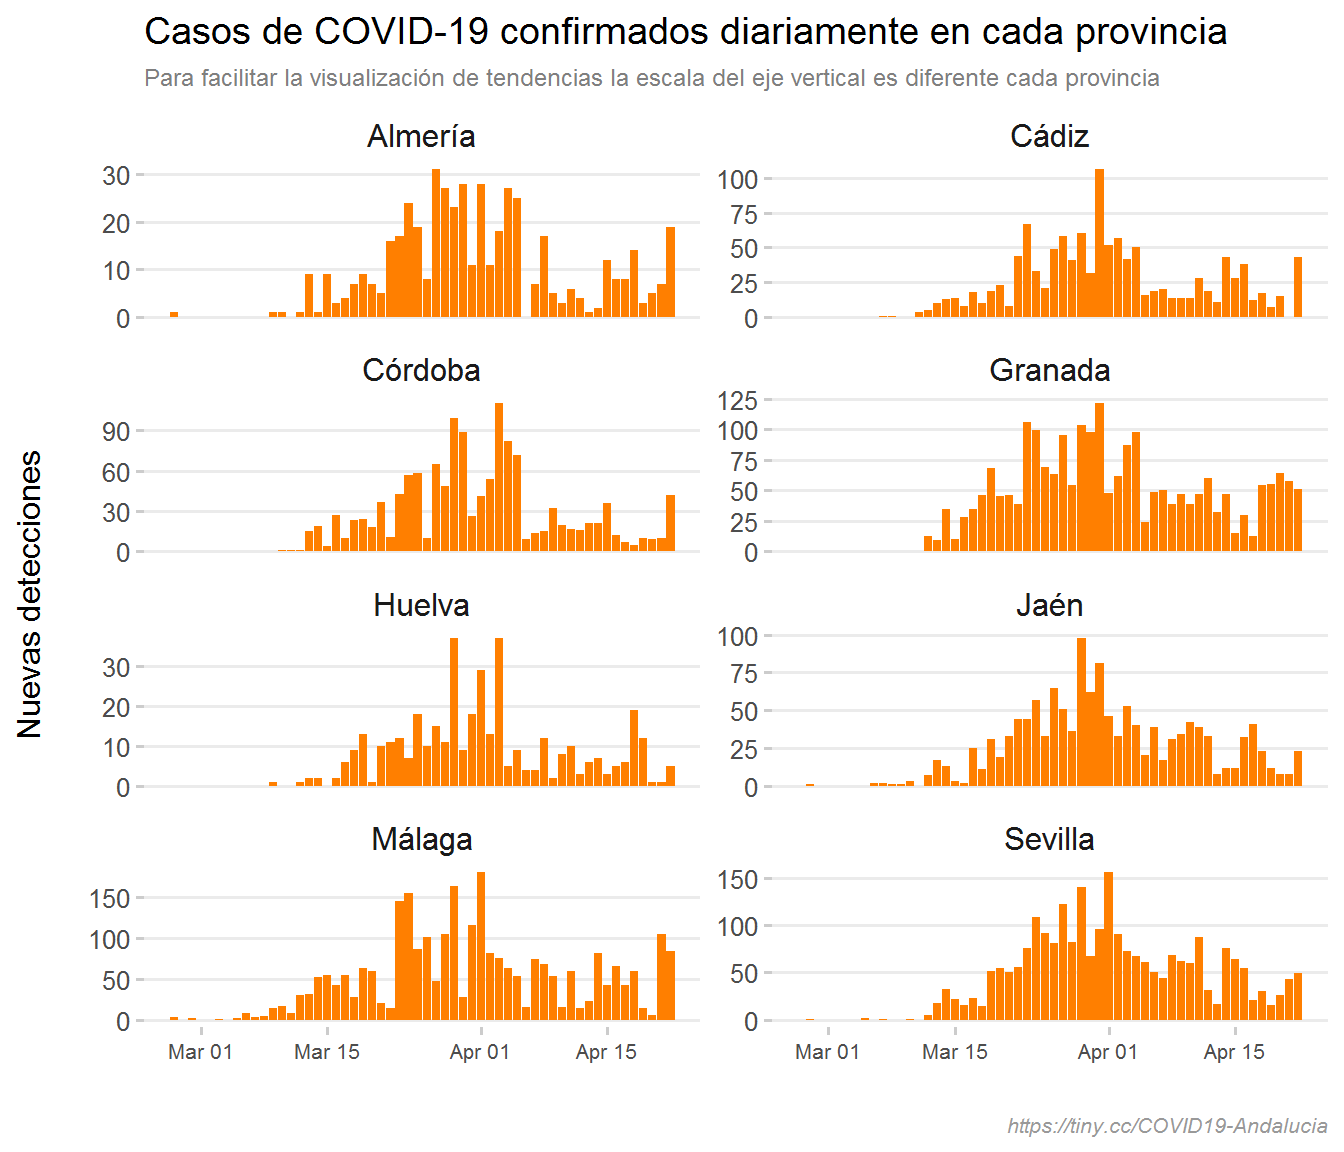 Casos de COVID-19 confirmados diariamente en cada provincia
Para facilitar la visualización de tendencias la escala del eje vertical es diferente cada provincia
Nuevas detecciones
Almería
30
20
10
0
Cádiz
100
75
50
25
0
Córdoba
90
60
30
0
Granada
125
100
75
50
25
0
Huelva
30
20
10
0
Jaén
100
75
50
25
0
Málaga
150
100
50
0
Mar 01 Mar 15 Apr 01 Apr 15
Sevilla
150
100
50
0
Mar 01 Mar 15 Apr 01 Apr 15
https://tiny.cc/COVID19-Andalucia